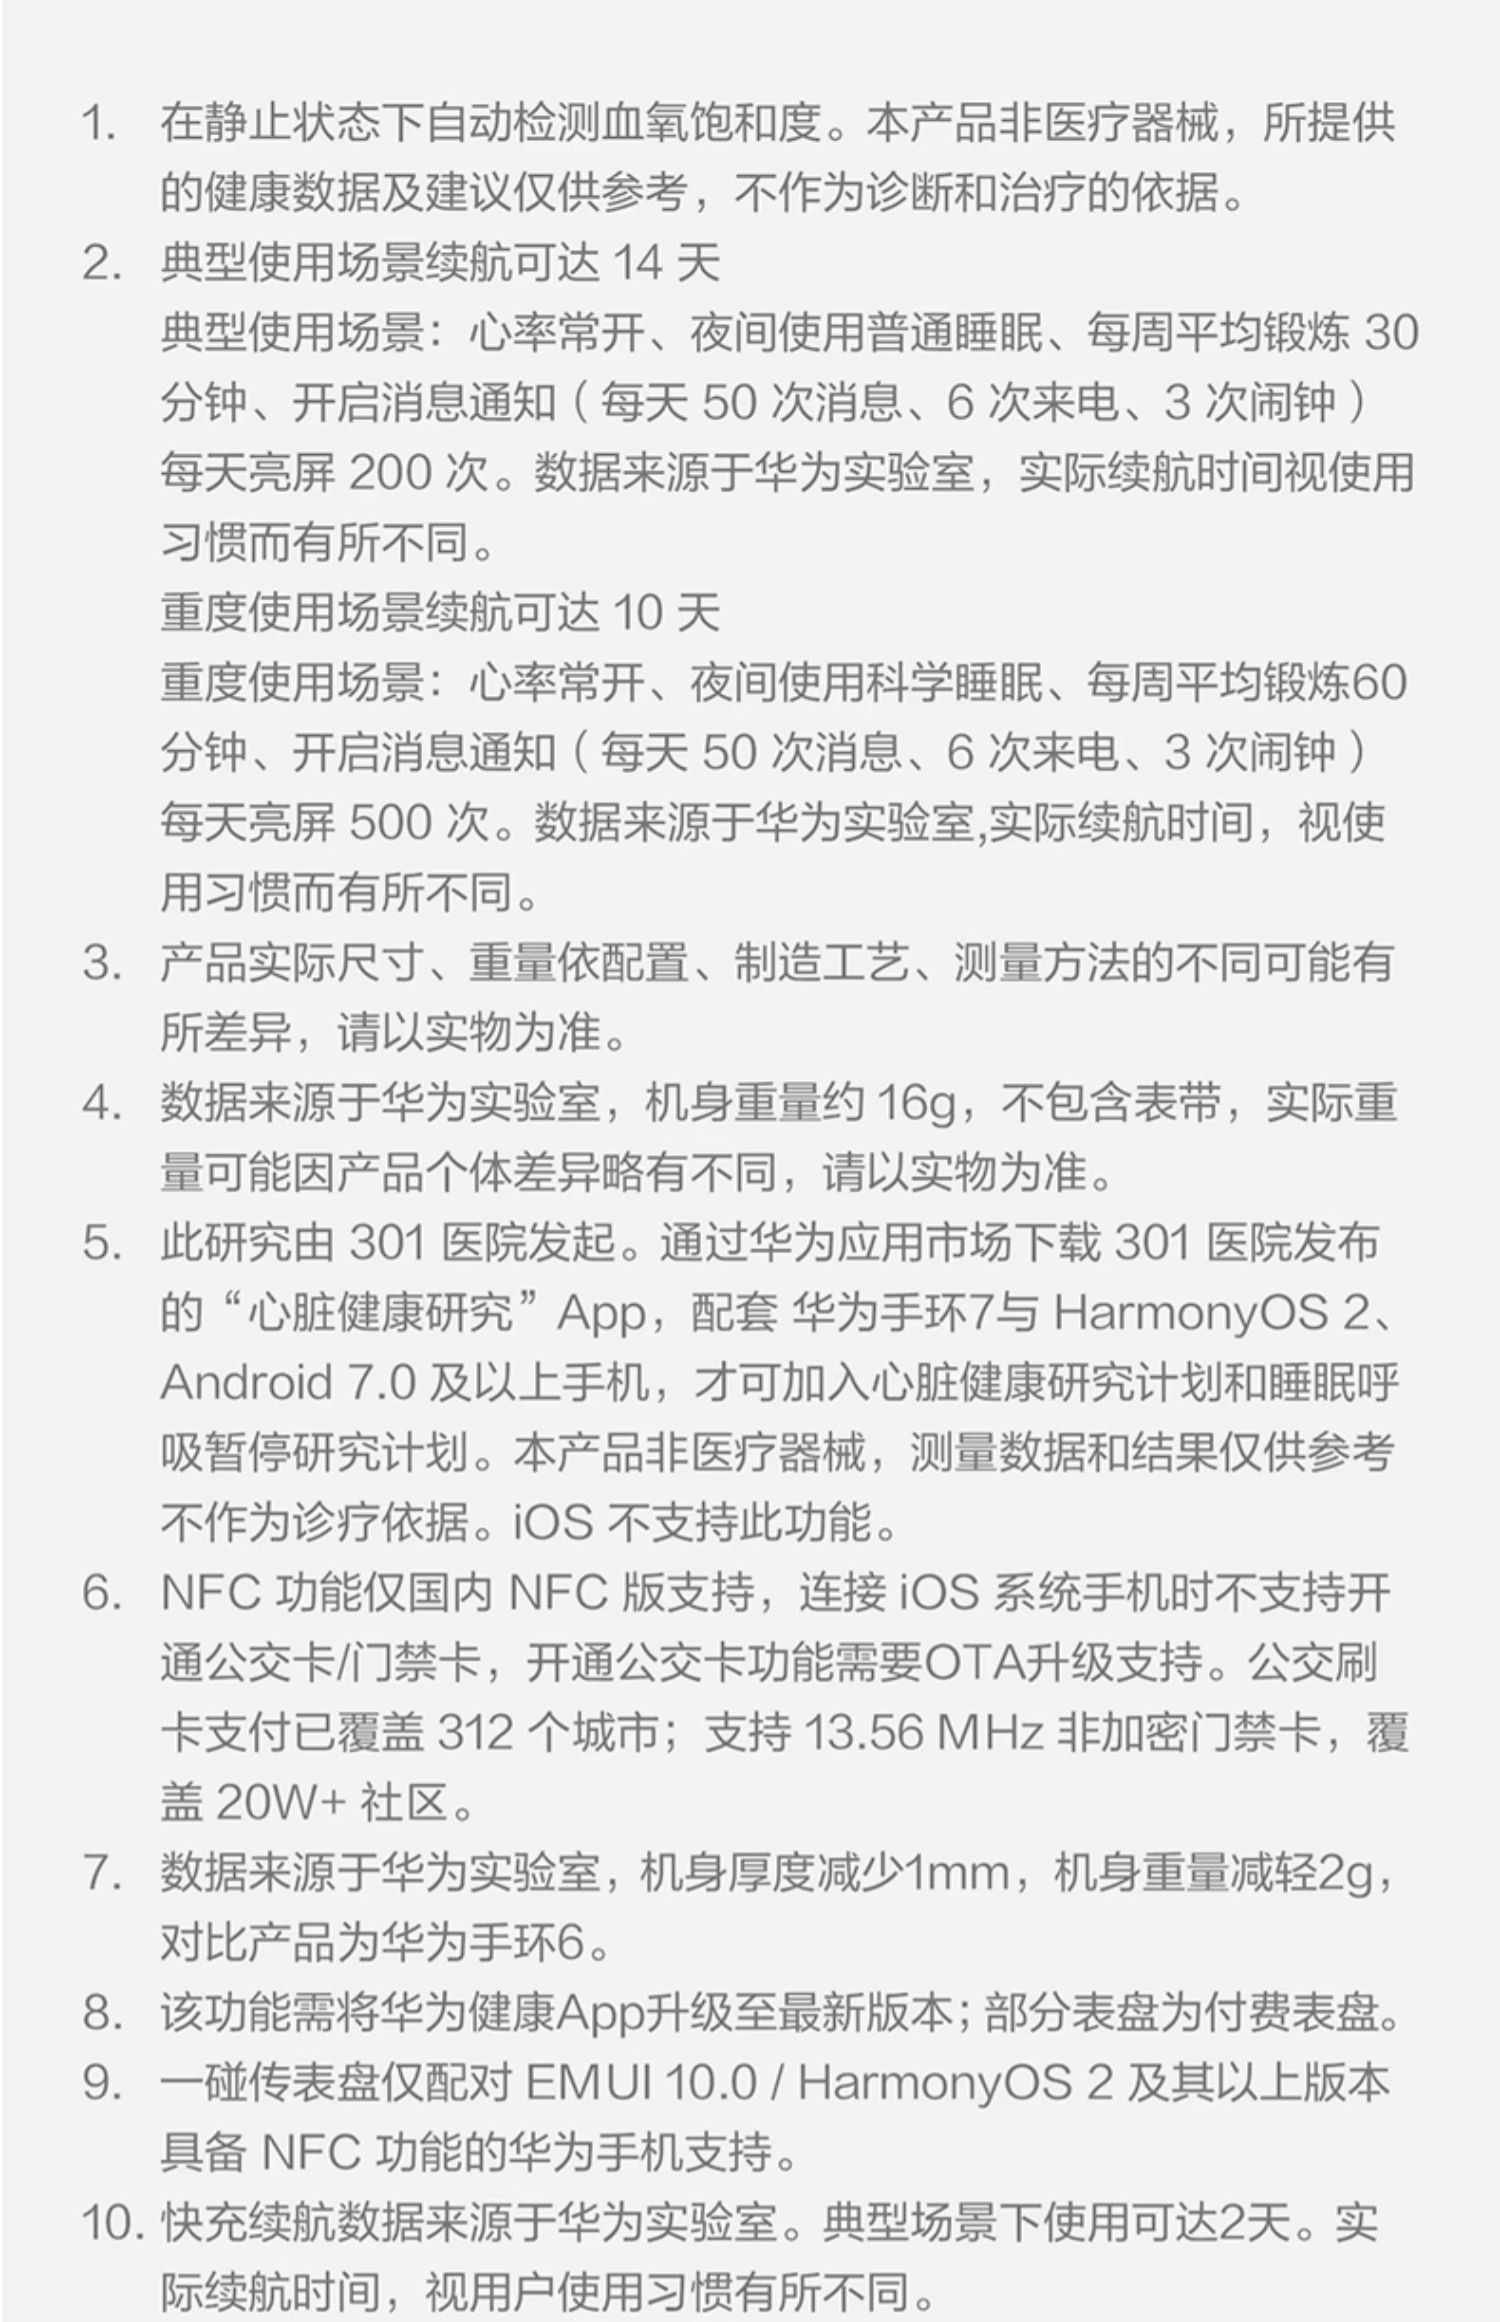 1. 在静止状态下自动检测血氧饱和度。本产品非医疗器械，所提供
的健康数据及建议仅供参考，不作为诊断和治疗的依据。
2. 典型使用场景续航可达 14 天
典型使用场景：心率常开、夜间使用普通睡眠、每周平均锻炼 30
分钟、开启消息通知（每天 50 次消息、6 次来电、3 次闹钟）
每天亮屏 200 次。数据来源于华为实验室，实际续航时间视使用
习惯而有所不同。
重度使用场景续航可达 10 天
重度使用场景：心率常开、夜间使用科学睡眠、每周平均锻炼60
分钟、开启消息通知（每天 50 次消息、6 次来电、3 次闹钟）
每天亮屏 500 次。数据来源于华为实验室,实际续航时间，视使
用习惯而有所不同。
3. 产品实际尺寸、重量依配置、制造工艺、测量方法的不同可能有
所差异，请以实物为准。
4. 数据来源于华为实验室，机身重量约 16g，不包含表带，实际重
量可能因产品个体差异略有不同，请以实物为准。
5. 此研究由 301 医院发起。通过华为应用市场下载 301 医院发布
的“心脏健康研究”App，配套 华为手环7与 HarmonyOS 2、
Android 7.0 及以上手机，才可加入心脏健康研究计划和睡眠呼
吸暂停研究计划。本产品非医疗器械，测量数据和结果仅供参考
不作为诊疗依据。iOS 不支持此功能。
6. NFC 功能仅国内 NFC 版支持，连接 iOS 系统手机时不支持开
通公交卡/门禁卡，开通公交卡功能需要OTA升级支持。公交刷
卡支付已覆盖 312 个城市；支持 13.56 MHz 非加密门禁卡，覆
盖 20W+ 社区。
7. 数据来源于华为实验室，机身厚度减少1mm，机身重量减轻2g，
对比产品为华为手环6。
8. 该功能需将华为健康App升级至最新版本；部分表盘为付费表盘。
9. 一碰传表盘仅配对 EMUI 10.0 / HarmonyOS 2 及其以上版本
具备 NFC 功能的华为手机支持。
10. 快充续航数据来源于华为实验室。典型场景下使用可达2天。实
际续航时间，视用户使用习惯有所不同。